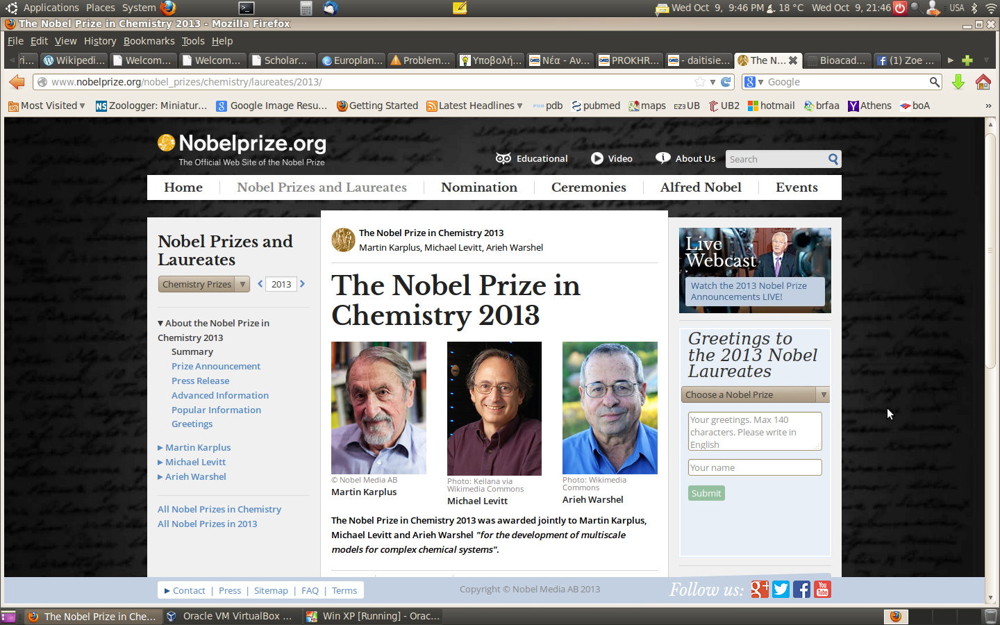 Applications Places System
Wed Oct 9, 9:46 PM 18 °C Wed Oct 9, 21:46 USA
The Nobel Prize in Chemistry 2013 - Mozilla Firefox
File Edit View History Bookmarks Tools Help
ri... Wikipedi... Welcom... Welcom... Scholar... Europlan... Problem... Υποβολή... Νέα - Αν... PROKHR... - daitisie... The N... Bioacad... (1) Zoe ...
www.nobelprize.org/nobel_prizes/chemistry/laureates/2013/
Google
Most Visited Zoologger: Miniatur... Google Image Resu... Getting Started Latest Headlines pdb pubmed maps UB UB2 hotmail brfaa Athens boA »
Nobelprize.org
The Official Web Site of the Nobel Prize
Educational Video About Us Search
Home Nobel Prizes and Laureates Nomination Ceremonies Alfred Nobel Events
Nobel Prizes and
Laureates
Chemistry Prizes 2013
About the Nobel Prize in
Chemistry 2013
Summary
Prize Announcement
Press Release
Advanced Information
Popular Information
Greetings
Martin Karplus
Michael Levitt
Arieh Warshel
All Nobel Prizes in Chemistry
All Nobel Prizes in 2013
The Nobel Prize in Chemistry 2013
Martin Karplus, Michael Levitt, Arieh Warshel
The Nobel Prize in
Chemistry 2013
© Nobel Media AB
Martin Karplus
Photo: Keilana via
Wikimedia Commons
Michael Levitt
Photo: Wikimedia
Commons
Arieh Warshel
The Nobel Prize in Chemistry 2013 was awarded jointly to Martin Karplus,
Michael Levitt and Arieh Warshel "for the development of multiscale
models for complex chemical systems".
Live
Webcast
Watch the 2013 Nobel Prize
Announcements LIVE!
Greetings to
the 2013 Nobel
Laureates
Choose a Nobel Prize
Your greetings. Max 140
characters. Please write in
English
Your name
Submit
Contact | Press | Sitemap | FAQ | Terms
Copyright © Nobel Media AB 2013
Follow us:
You
Tube
The Nobel Prize in Che... Oracle VM VirtualBox ... Win XP [Running] - Orac...